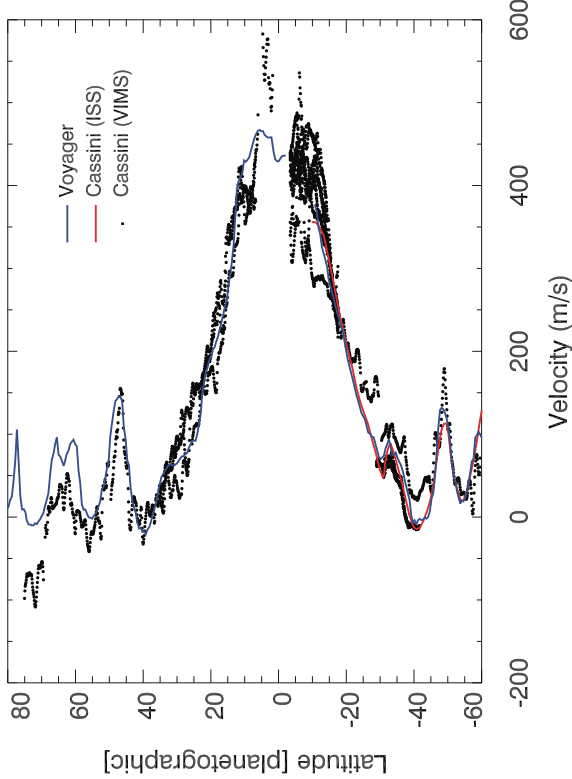 600
400
200
0
-200
Velocity (m/s)
80
60
40
20
0
-20
-40
-60
Latitude [planetographic]
Voyager
Cassini (ISS)
Cassini (VIMS)